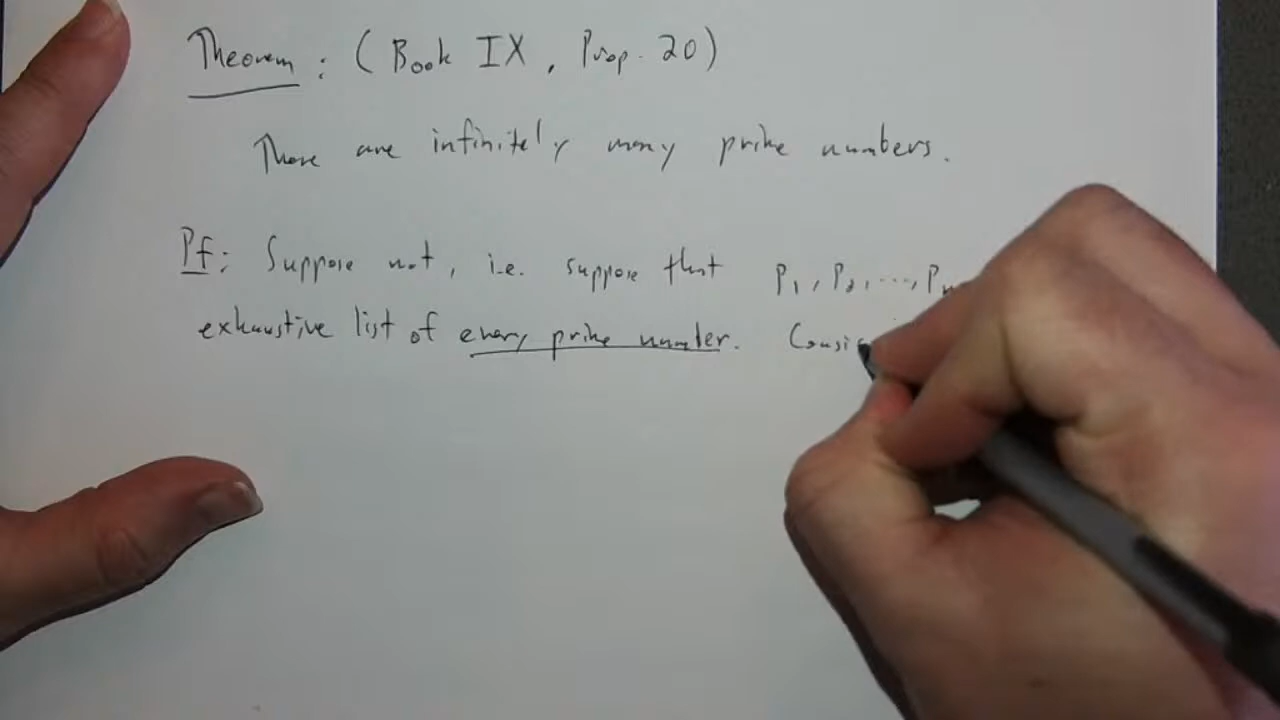 Theorem : (Book IX, Prop. 20)
There are infinitely many prime numbers.
Pf: Suppose not, i.e. suppose that P1, P2, ..., Pn
exhaustive list of every prime number. Consi